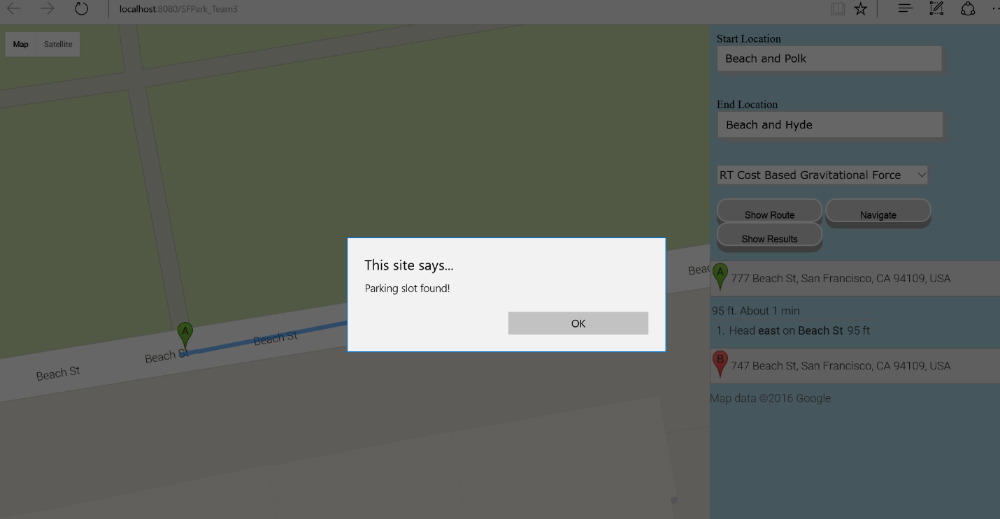 localhost:8080/SFPark_Team3
Map Satellite
Start Location
Beach and Polk
End Location
Beach and Hyde
RT Cost Based Gravitational Force
Show Route Navigate
Show Results
This site says...
Parking slot found!
OK
A 777 Beach St, San Francisco, CA 94109, USA
95 ft. About 1 min
1. Head east on Beach St 95 ft
B 747 Beach St, San Francisco, CA 94109, USA
Map data ©2016 Google
Beac
A
Beach St
Beach St
Beach St